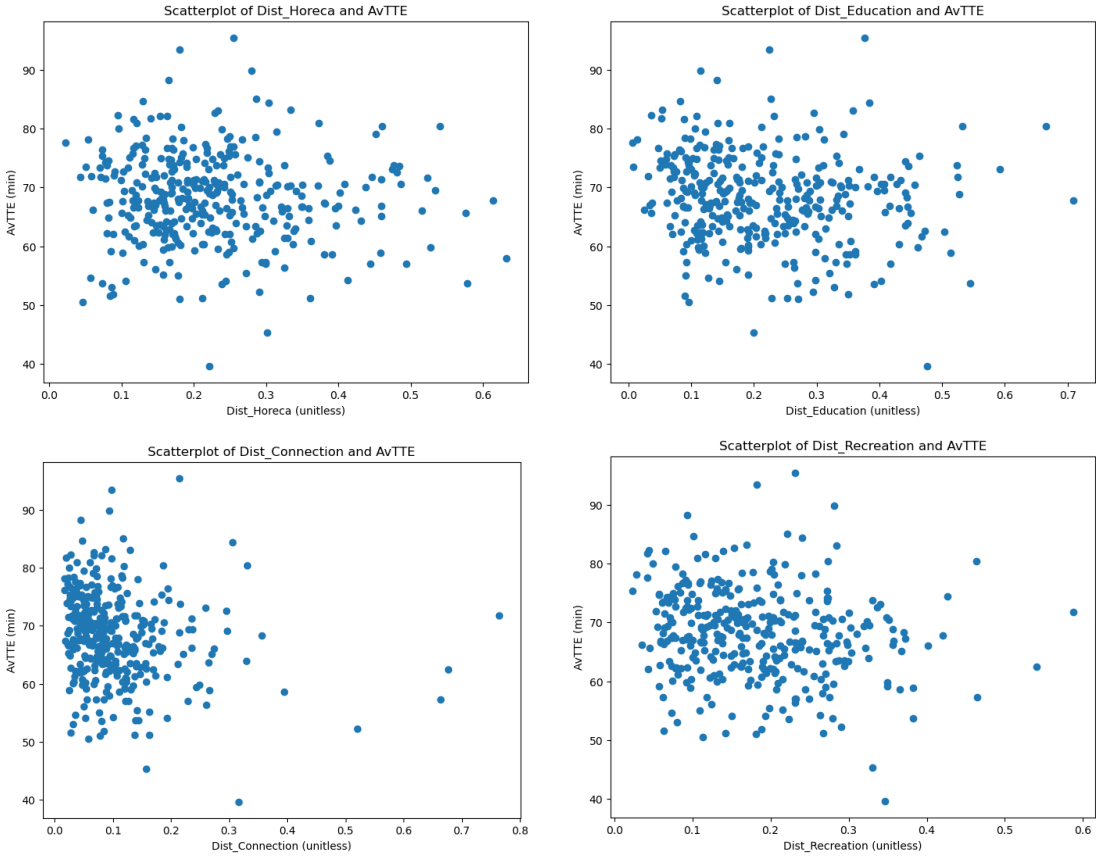 Scatterplot of Dist_Horeca and AvTTE
AvTTE (min)
90
80
70
60
50
40
0.0 0.1 0.2 0.3 0.4 0.5 0.6
Dist_Horeca (unitless)
Scatterplot of Dist_Education and AvTTE
AvTTE (min)
90
80
70
60
50
40
0.0 0.1 0.2 0.3 0.4 0.5 0.6 0.7
Dist_Education (unitless)
Scatterplot of Dist_Connection and AvTTE
AvTTE (min)
90
80
70
60
50
40
0.0 0.1 0.2 0.3 0.4 0.5 0.6 0.7 0.8
Dist_Connection (unitless)
Scatterplot of Dist_Recreation and AvTTE
AvTTE (min)
90
80
70
60
50
40
0.0 0.1 0.2 0.3 0.4 0.5 0.6
Dist_Recreation (unitless)